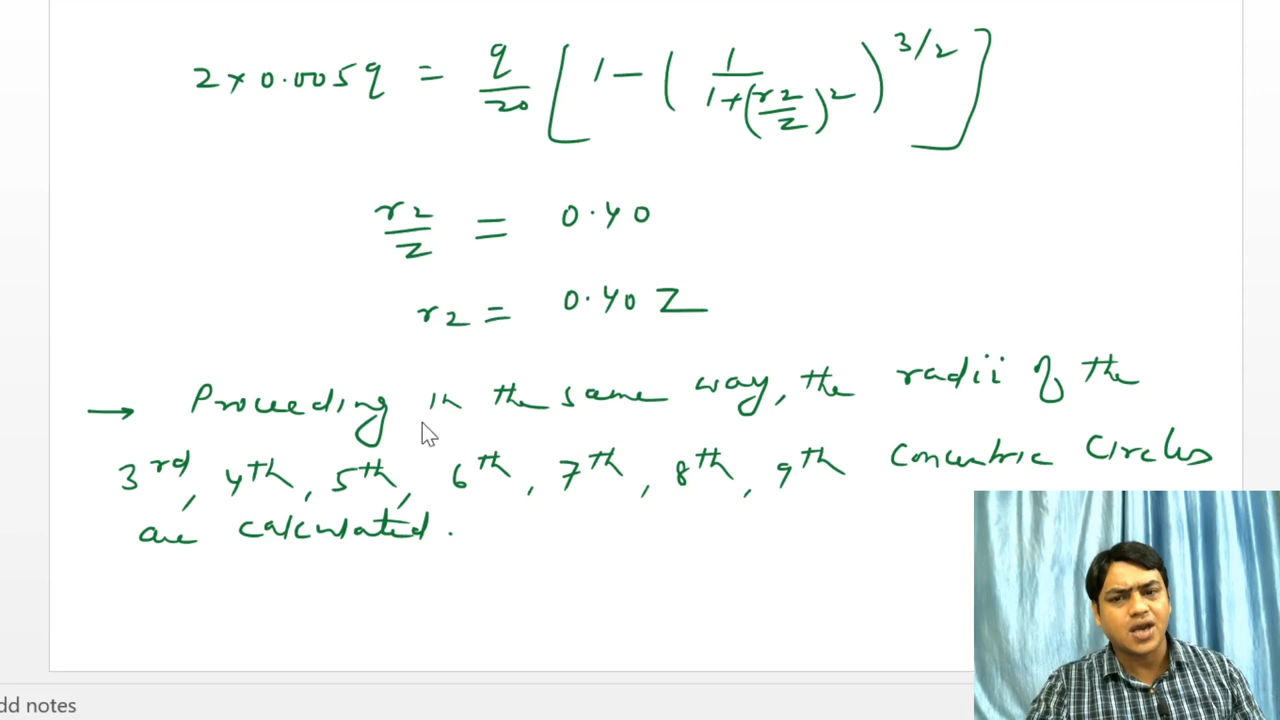 2 × 0.005q = q/20 [ 1 − ( 1/(1+(r2/z)²) )^3/2 ]
r2/z = 0.40
r2 = 0.40 Z
→ Proceeding in the same way, the radii of the
3rd, 4th, 5th, 6th, 7th, 8th, 9th concentric circles
are calculated.
dd notes